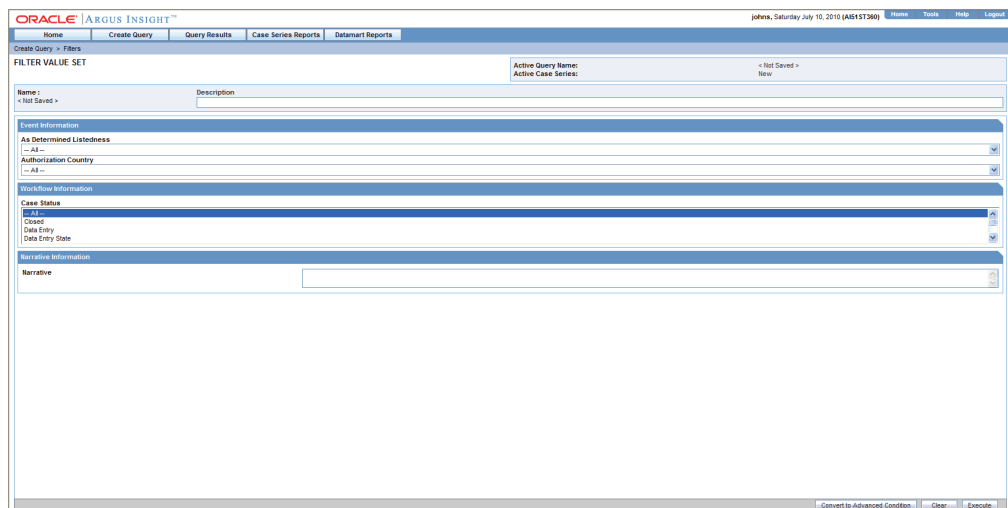 ORACLE | ARGUS INSIGHT™
johns, Saturday July 10, 2010 (AI51ST360) Home Tools Help Logout
Home Create Query Query Results Case Series Reports Datamart Reports
Create Query > Filters
FILTER VALUE SET
Active Query Name: < Not Saved >
Active Case Series: New
Name : Description
< Not Saved >
Event Information
As Determined Listedness
-- All --
Authorization Country
-- All --
Workflow Information
Case Status
-- All --
Closed
Data Entry
Data Entry State
Narrative Information
Narrative
Convert to Advanced Condition Clear Execute